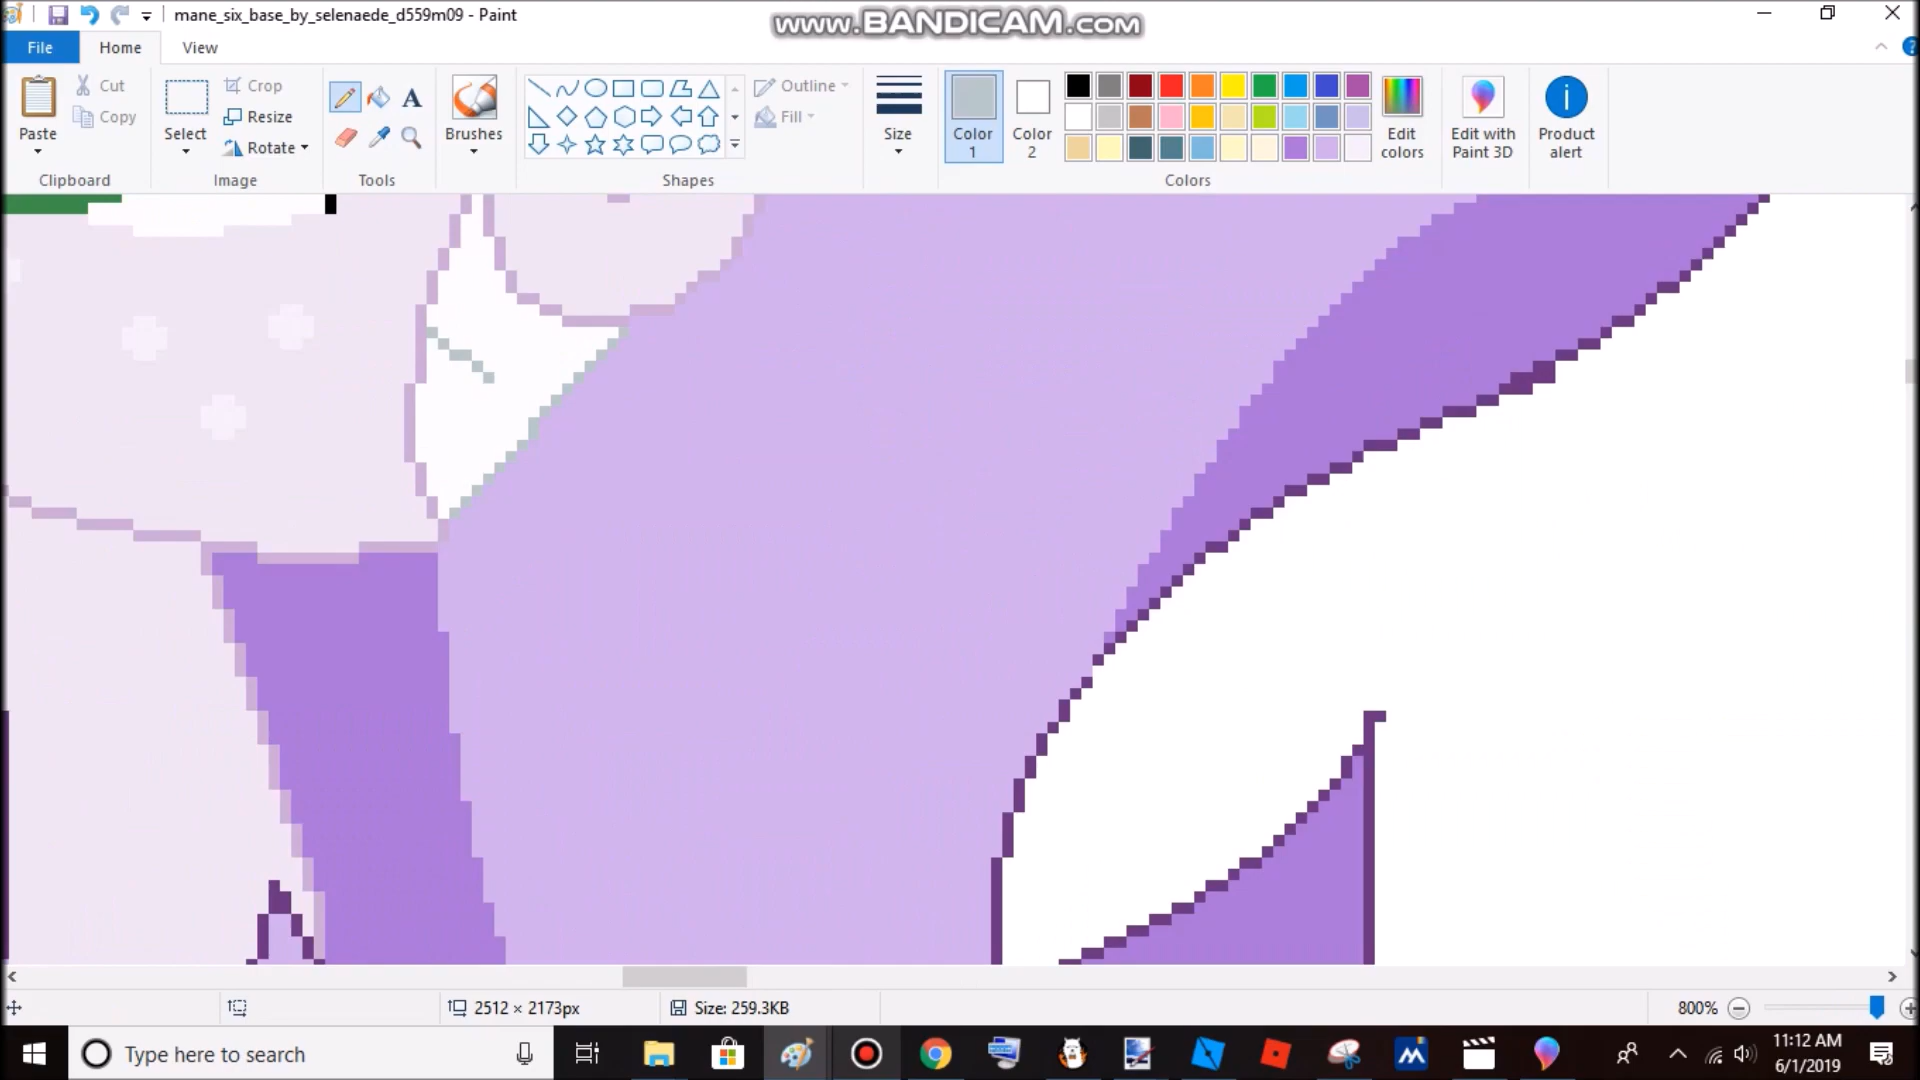 mane_six_base_by_selenaede_d559m09 - Paint
www.BANDICAM.com
File Home View
Cut
Copy
Paste
Clipboard
Crop
Resize
Rotate
Select
Image
A
Tools
Brushes
Outline
Fill
Shapes
Size
Color 1
Color 2
Edit colors
Colors
Edit with Paint 3D
Product alert
2512 × 2173px
Size: 259.3KB
800%
Type here to search
11:12 AM
6/1/2019